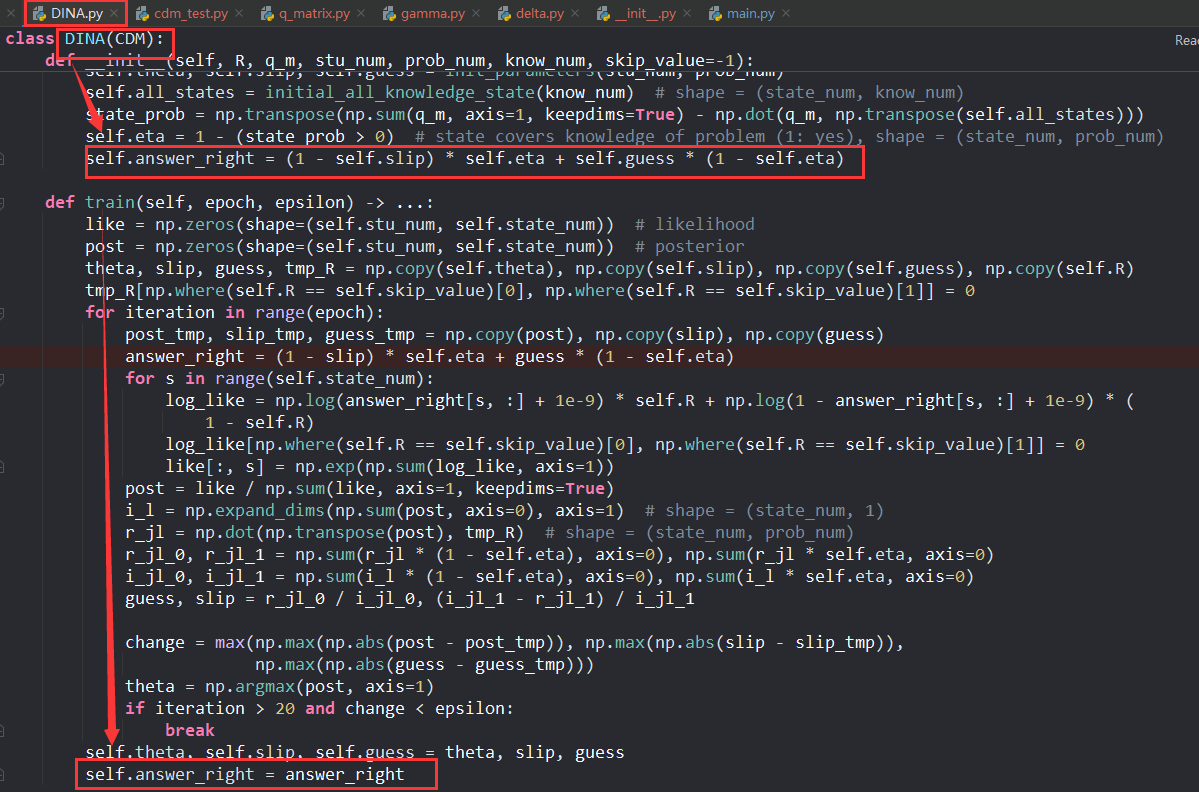 DINA.py cdm_test.py q_matrix.py gamma.py delta.py __init__.py main.py
class DINA(CDM):
def __init__(self, R, q_m, stu_num, prob_num, know_num, skip_value=-1):
self.theta, self.slip, self.guess = init_parameters(stu_num, prob_num)
self.all_states = initial_all_knowledge_state(know_num)  # shape = (state_num, know_num)
state_prob = np.transpose(np.sum(q_m, axis=1, keepdims=True) - np.dot(q_m, np.transpose(self.all_states)))
self.eta = 1 - (state_prob > 0)  # state covers knowledge of problem (1: yes), shape = (state_num, prob_num)
self.answer_right = (1 - self.slip) * self.eta + self.guess * (1 - self.eta)
def train(self, epoch, epsilon) -> ...:
like = np.zeros(shape=(self.stu_num, self.state_num))  # likelihood
post = np.zeros(shape=(self.stu_num, self.state_num))  # posterior
theta, slip, guess, tmp_R = np.copy(self.theta), np.copy(self.slip), np.copy(self.guess), np.copy(self.R)
tmp_R[np.where(self.R == self.skip_value)[0], np.where(self.R == self.skip_value)[1]] = 0
for iteration in range(epoch):
post_tmp, slip_tmp, guess_tmp = np.copy(post), np.copy(slip), np.copy(guess)
answer_right = (1 - slip) * self.eta + guess * (1 - self.eta)
for s in range(self.state_num):
log_like = np.log(answer_right[s, :] + 1e-9) * self.R + np.log(1 - answer_right[s, :] + 1e-9) * (
1 - self.R)
log_like[np.where(self.R == self.skip_value)[0], np.where(self.R == self.skip_value)[1]] = 0
like[:, s] = np.exp(np.sum(log_like, axis=1))
post = like / np.sum(like, axis=1, keepdims=True)
i_l = np.expand_dims(np.sum(post, axis=0), axis=1)  # shape = (state_num, 1)
r_jl = np.dot(np.transpose(post), tmp_R)  # shape = (state_num, prob_num)
r_jl_0, r_jl_1 = np.sum(r_jl * (1 - self.eta), axis=0), np.sum(r_jl * self.eta, axis=0)
i_jl_0, i_jl_1 = np.sum(i_l * (1 - self.eta), axis=0), np.sum(i_l * self.eta, axis=0)
guess, slip = r_jl_0 / i_jl_0, (i_jl_1 - r_jl_1) / i_jl_1
change = max(np.max(np.abs(post - post_tmp)), np.max(np.abs(slip - slip_tmp)),
np.max(np.abs(guess - guess_tmp)))
theta = np.argmax(post, axis=1)
if iteration > 20 and change < epsilon:
break
self.theta, self.slip, self.guess = theta, slip, guess
self.answer_right = answer_right